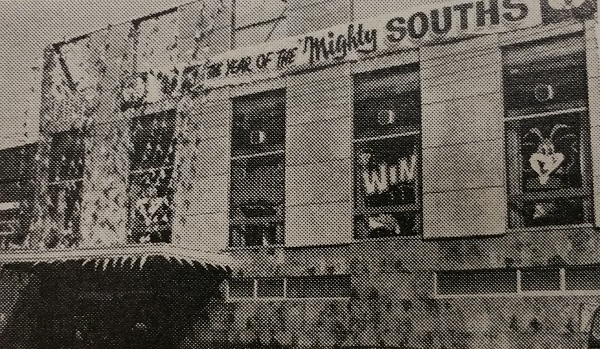 THE YEAR OF THE "Mighty SOUTHS
WIN